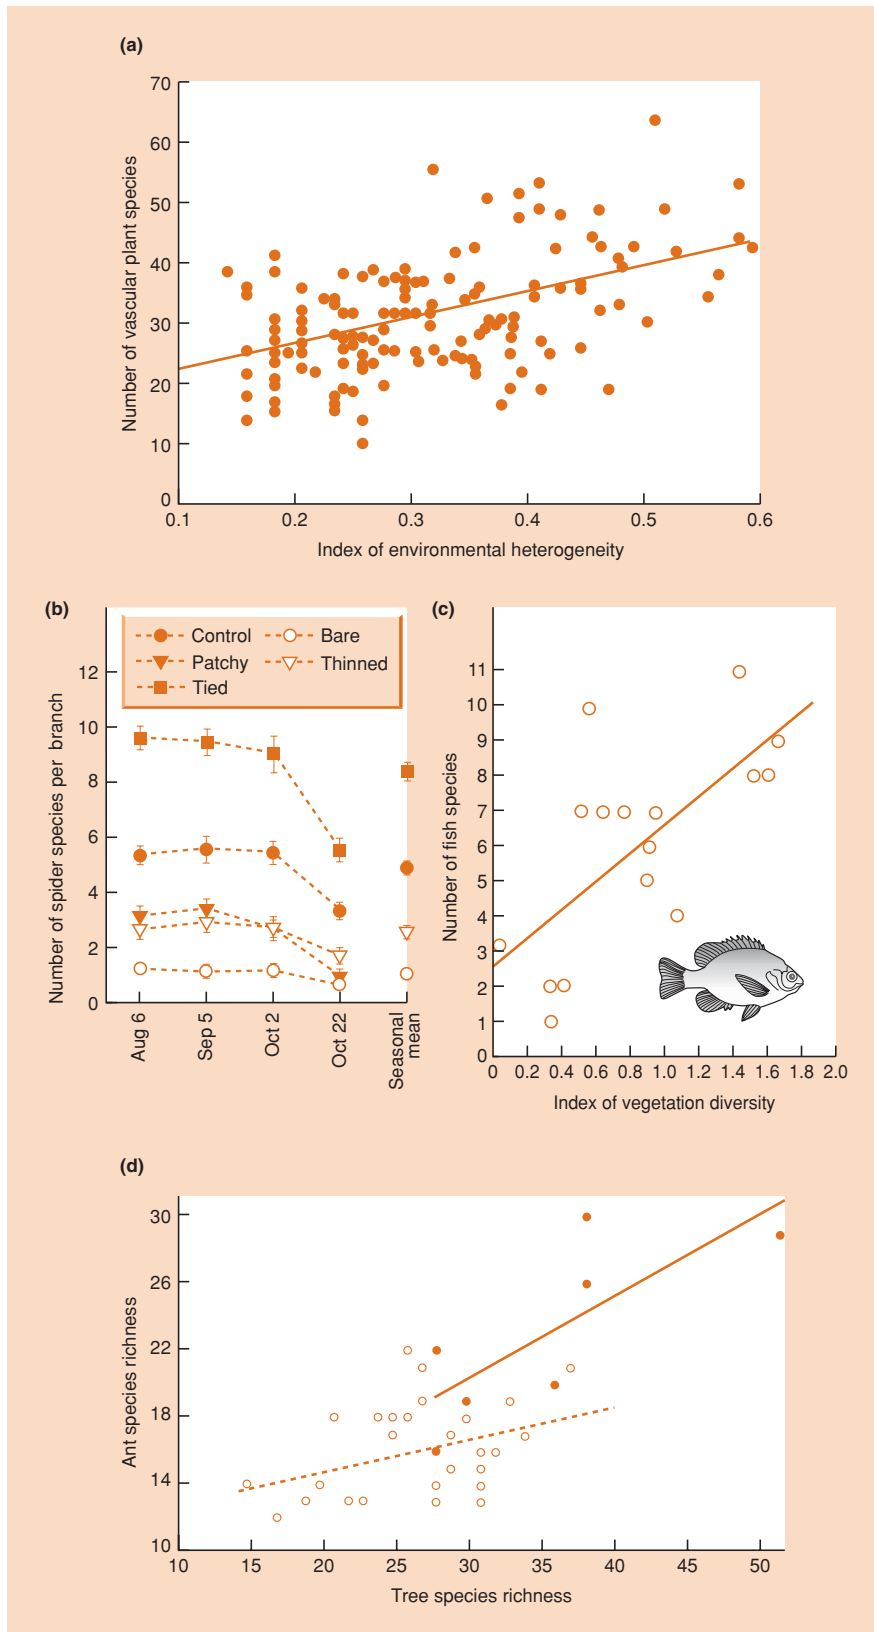 (a)
70
60
50
40
30
20
10
0
Number of vascular plant species
0.1 0.2 0.3 0.4 0.5 0.6
Index of environmental heterogeneity
(b)
Control Bare
Patchy Thinned
Tied
12
10
8
6
4
2
0
Number of spider species per branch
Aug 6
Sep 5
Oct 2
Oct 22
Seasonal
mean
(c)
11
10
9
8
7
6
5
4
3
2
1
0
Number of fish species
0 0.2 0.4 0.6 0.8 1.0 1.2 1.4 1.6 1.8 2.0
Index of vegetation diversity
(d)
30
26
22
18
14
10
Ant species richness
10 15 20 25 30 35 40 45 50
Tree species richness